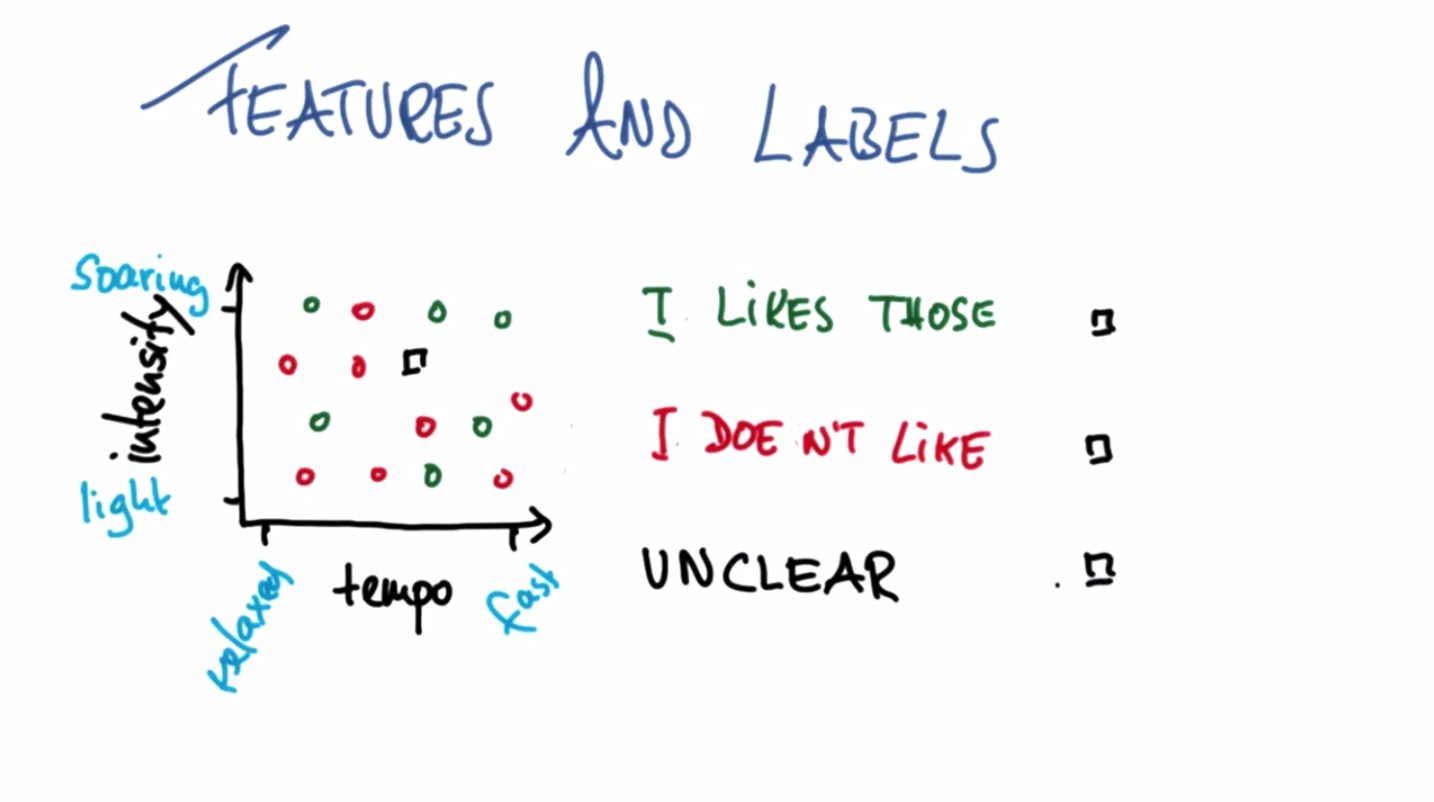 FEATURES AND LABELS
Soaring
intensity
light
relaxed
tempo
fast
I LIKES THOSE
I DOE N'T LIKE
UNCLEAR